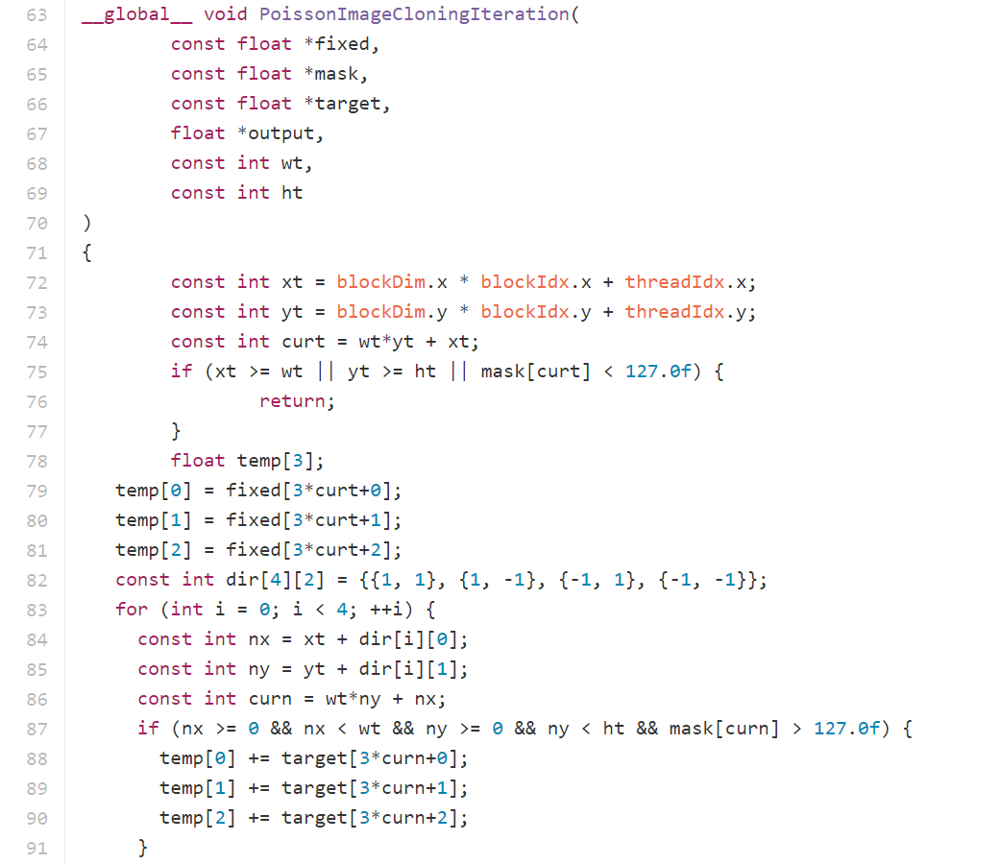 63 __global__ void PoissonImageCloningIteration(
64         const float *fixed,
65         const float *mask,
66         const float *target,
67         float *output,
68         const int wt,
69         const int ht
70 )
71 {
72         const int xt = blockDim.x * blockIdx.x + threadIdx.x;
73         const int yt = blockDim.y * blockIdx.y + threadIdx.y;
74         const int curt = wt*yt + xt;
75         if (xt >= wt || yt >= ht || mask[curt] < 127.0f) {
76                 return;
77         }
78         float temp[3];
79    temp[0] = fixed[3*curt+0];
80    temp[1] = fixed[3*curt+1];
81    temp[2] = fixed[3*curt+2];
82    const int dir[4][2] = {{1, 1}, {1, -1}, {-1, 1}, {-1, -1}};
83    for (int i = 0; i < 4; ++i) {
84      const int nx = xt + dir[i][0];
85      const int ny = yt + dir[i][1];
86      const int curn = wt*ny + nx;
87      if (nx >= 0 && nx < wt && ny >= 0 && ny < ht && mask[curn] > 127.0f) {
88        temp[0] += target[3*curn+0];
89        temp[1] += target[3*curn+1];
90        temp[2] += target[3*curn+2];
91      }